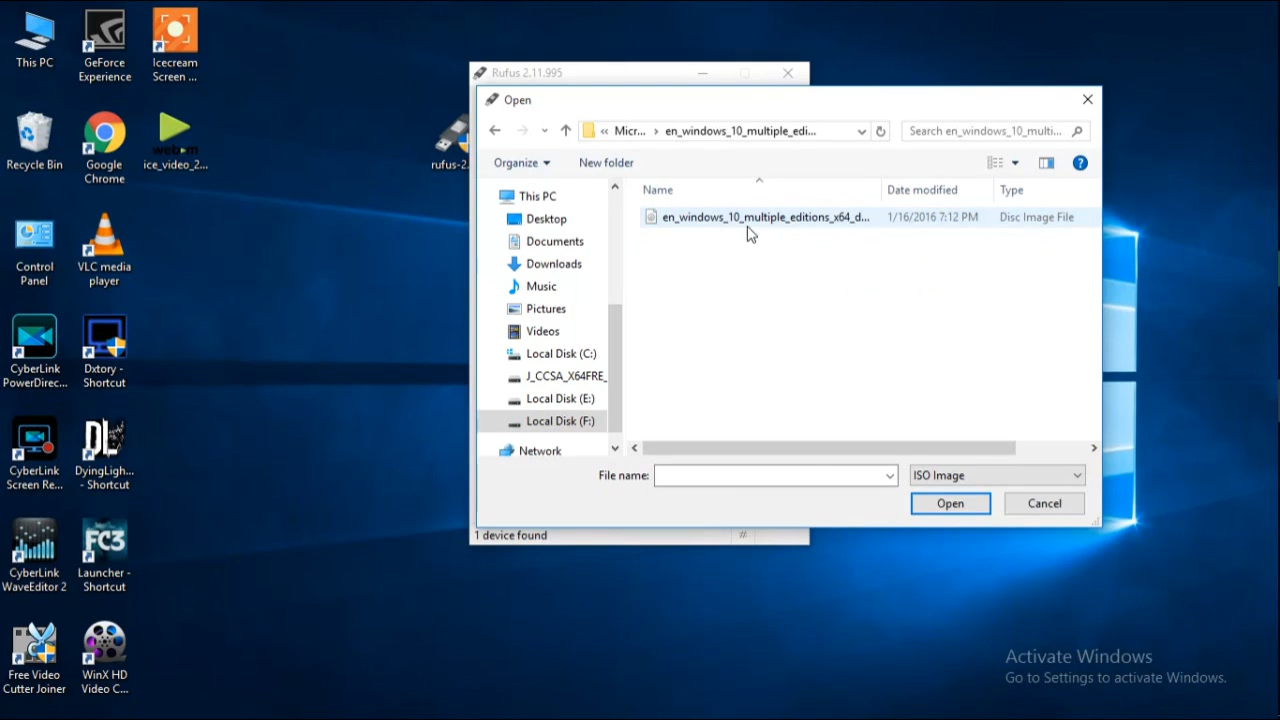 This PC
GeForce
Experience
Icecream
Screen ...
Recycle Bin
Google
Chrome
ice_video_2...
rufus-2.
Control
Panel
VLC media
player
CyberLink
PowerDirec...
Dxtory -
Shortcut
CyberLink
Screen Re...
DyingLigh...
- Shortcut
CyberLink
WaveEditor 2
Launcher -
Shortcut
Free Video
Cutter Joiner
WinX HD
Video C...
Rufus 2.11.995
Open
« Micr... › en_windows_10_multiple_edi...
Search en_windows_10_multi...
Organize
New folder
This PC
Desktop
Documents
Downloads
Music
Pictures
Videos
Local Disk (C:)
J_CCSA_X64FRE_
Local Disk (E:)
Local Disk (F:)
Network
Name Date modified Type
en_windows_10_multiple_editions_x64_d... 1/16/2016 7:12 PM Disc Image File
File name: ISO Image
Open Cancel
1 device found #
Activate Windows
Go to Settings to activate Windows.